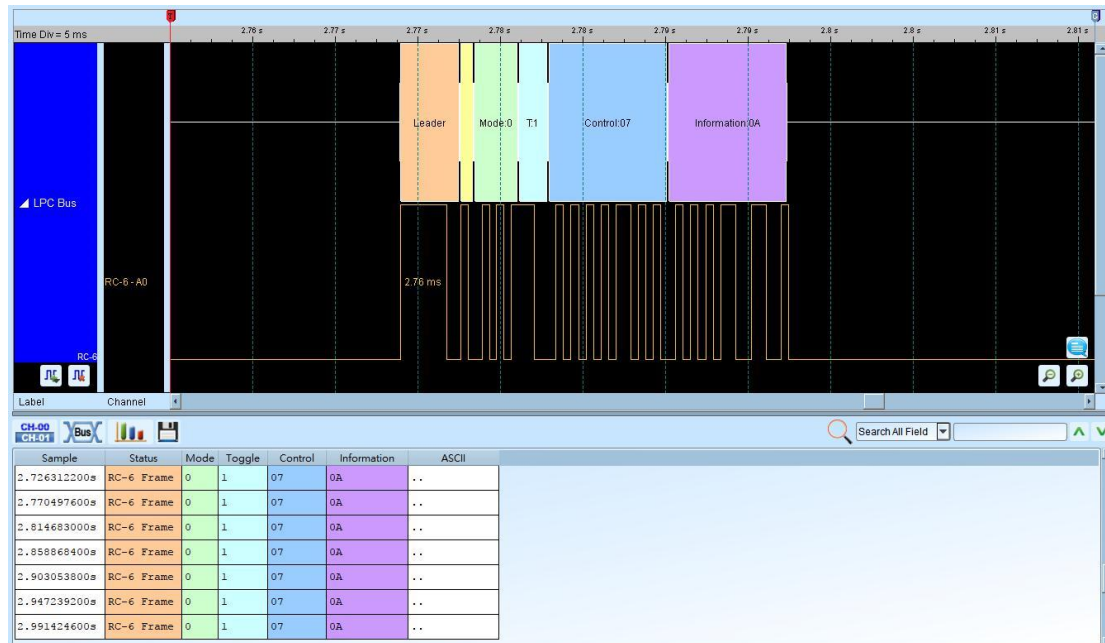 Time Div = 5 ms
2.76 s 2.77 s 2.77 s 2.78 s 2.78 s 2.79 s 2.79 s 2.8 s 2.8 s 2.81 s 2.81 s
Leader Mode:0 T:1 Control:07 Information:0A
LPC Bus
RC-6 - A0 2.76 ms
RC-6
Label Channel
CH-00
CH-01 Bus Search All Field
Sample Status Mode Toggle Control Information ASCII
2.726312200s RC-6 Frame 0 1 07 0A ..
2.770497600s RC-6 Frame 0 1 07 0A ..
2.814683000s RC-6 Frame 0 1 07 0A ..
2.858868400s RC-6 Frame 0 1 07 0A ..
2.903053800s RC-6 Frame 0 1 07 0A ..
2.947239200s RC-6 Frame 0 1 07 0A ..
2.991424600s RC-6 Frame 0 1 07 0A ..